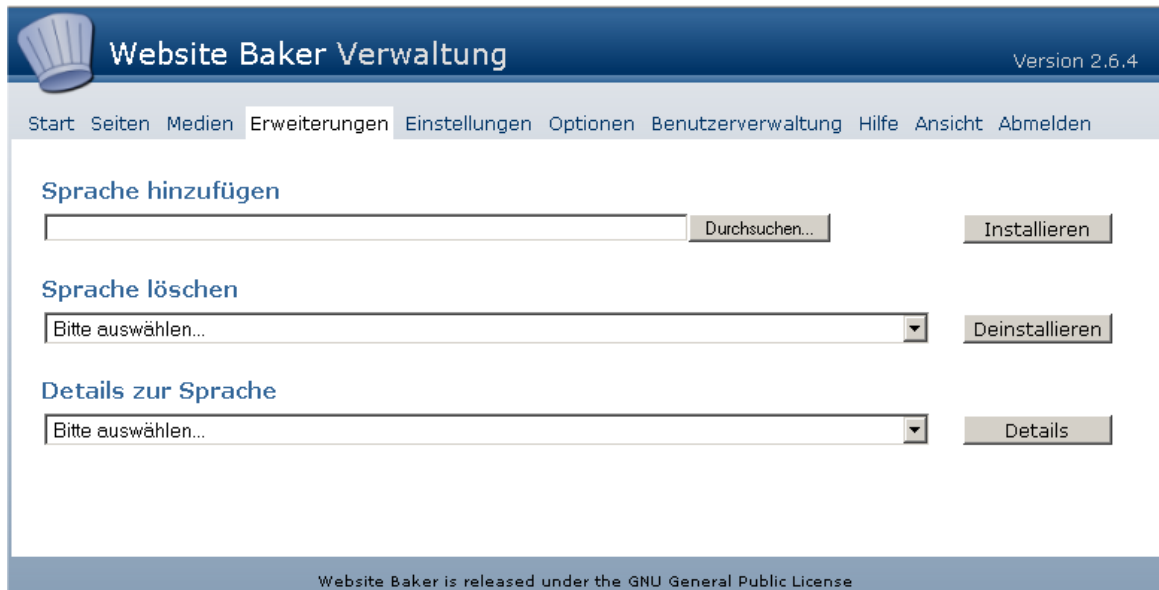 Website Baker Verwaltung
Version 2.6.4
Start Seiten Medien Erweiterungen Einstellungen Optionen Benutzerverwaltung Hilfe Ansicht Abmelden
Sprache hinzufügen
Durchsuchen... Installieren
Sprache löschen
Bitte auswählen... Deinstallieren
Details zur Sprache
Bitte auswählen... Details
Website Baker is released under the GNU General Public License